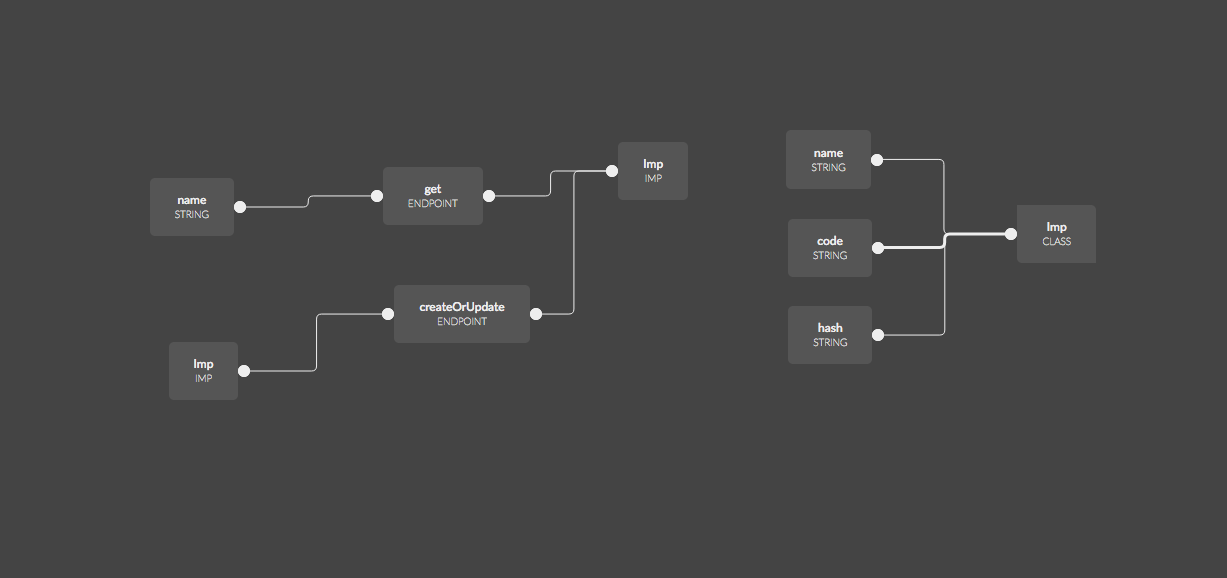 name
STRING
get
ENDPOINT
Imp
IMP
createOrUpdate
ENDPOINT
Imp
IMP
name
STRING
code
STRING
hash
STRING
Imp
CLASS